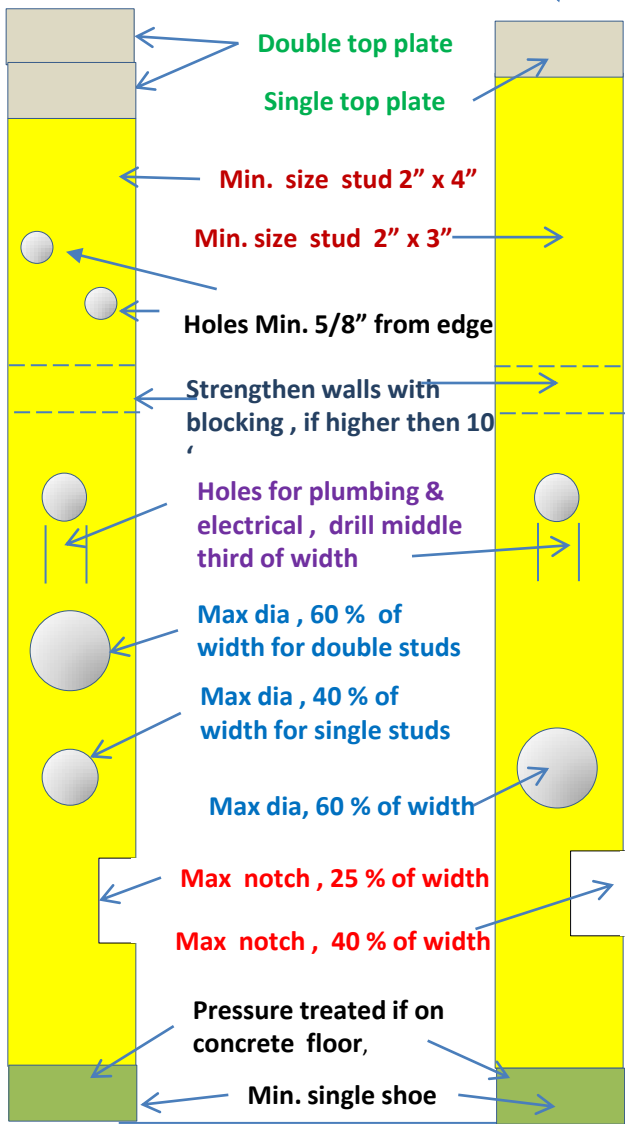 Double top plate
Single top plate
Min. size stud 2” x 4”
Min. size stud 2” x 3”
Holes Min. 5/8” from edge
Strengthen walls with
blocking , if higher then 10
‘
Holes for plumbing &
electrical , drill middle
third of width
Max dia , 60 % of
width for double studs
Max dia , 40 % of
width for single studs
Max dia, 60 % of width
Max notch , 25 % of width
Max notch , 40 % of width
Pressure treated if on
concrete floor,
Min. single shoe